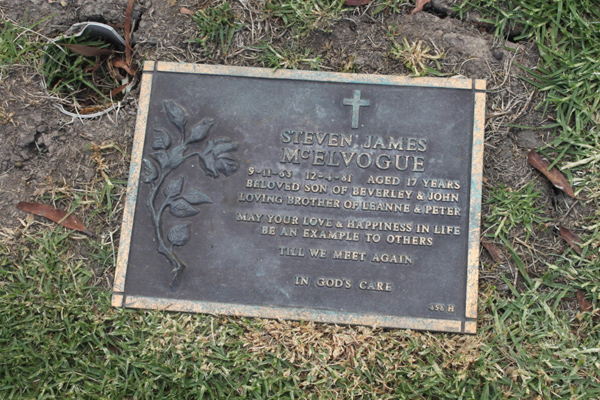 STEVEN JAMES
McELVOGUE
9-11-63 12-4-81 AGED 17 YEARS
BELOVED SON OF BEVERLEY & JOHN
LOVING BROTHER OF LEANNE & PETER
MAY YOUR LOVE & HAPPINESS IN LIFE
BE AN EXAMPLE TO OTHERS
TILL WE MEET AGAIN
IN GOD'S CARE
458 H